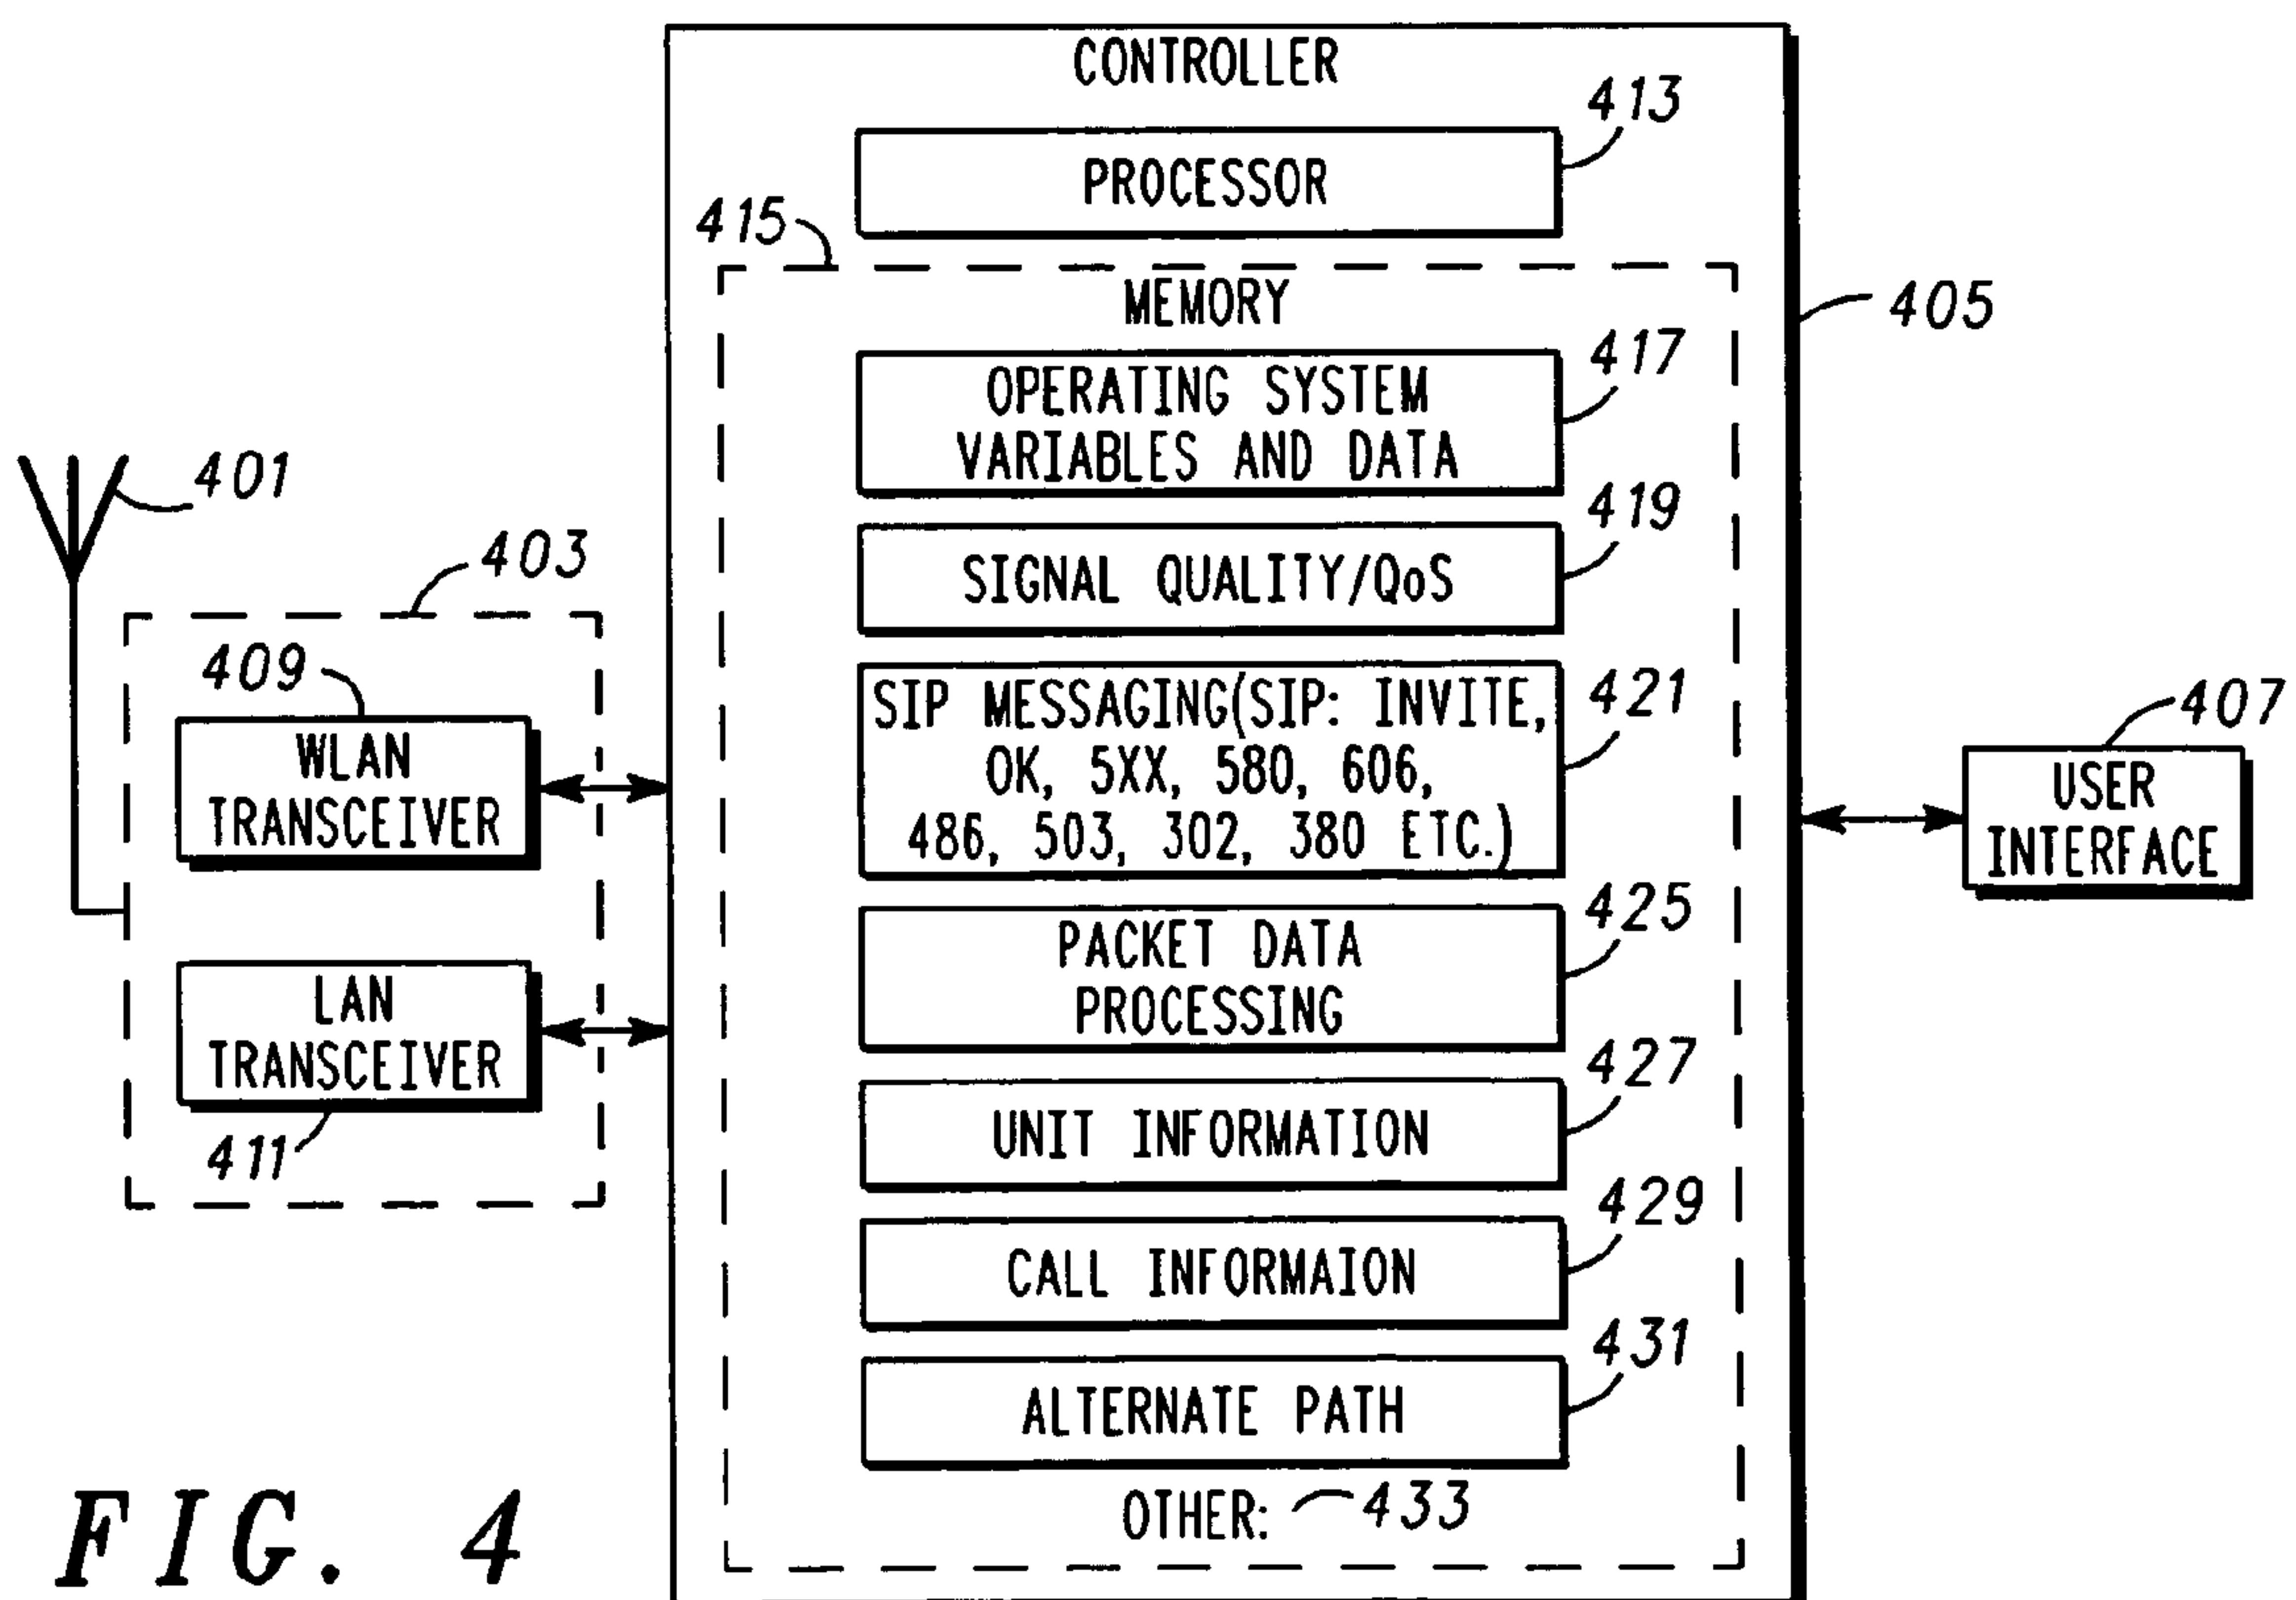 CONTROLLER
413
PROCESSOR
415
MEMORY
405
417
OPERATING SYSTEM
VARIABLES AND DATA
401
419
403
SIGNAL QUALITY/QoS
409
421
SIP MESSAGING(SIP: INVITE,
OK, 5XX, 580, 606,
486, 503, 302, 380 ETC.)
407
WLAN
TRANSCEIVER
USER
INTERFACE
425
PACKET DATA
PROCESSING
LAN
TRANSCEIVER
411
427
UNIT INFORMATION
429
CALL INFORMAION
431
ALTERNATE PATH
OTHER: 433
FIG. 4